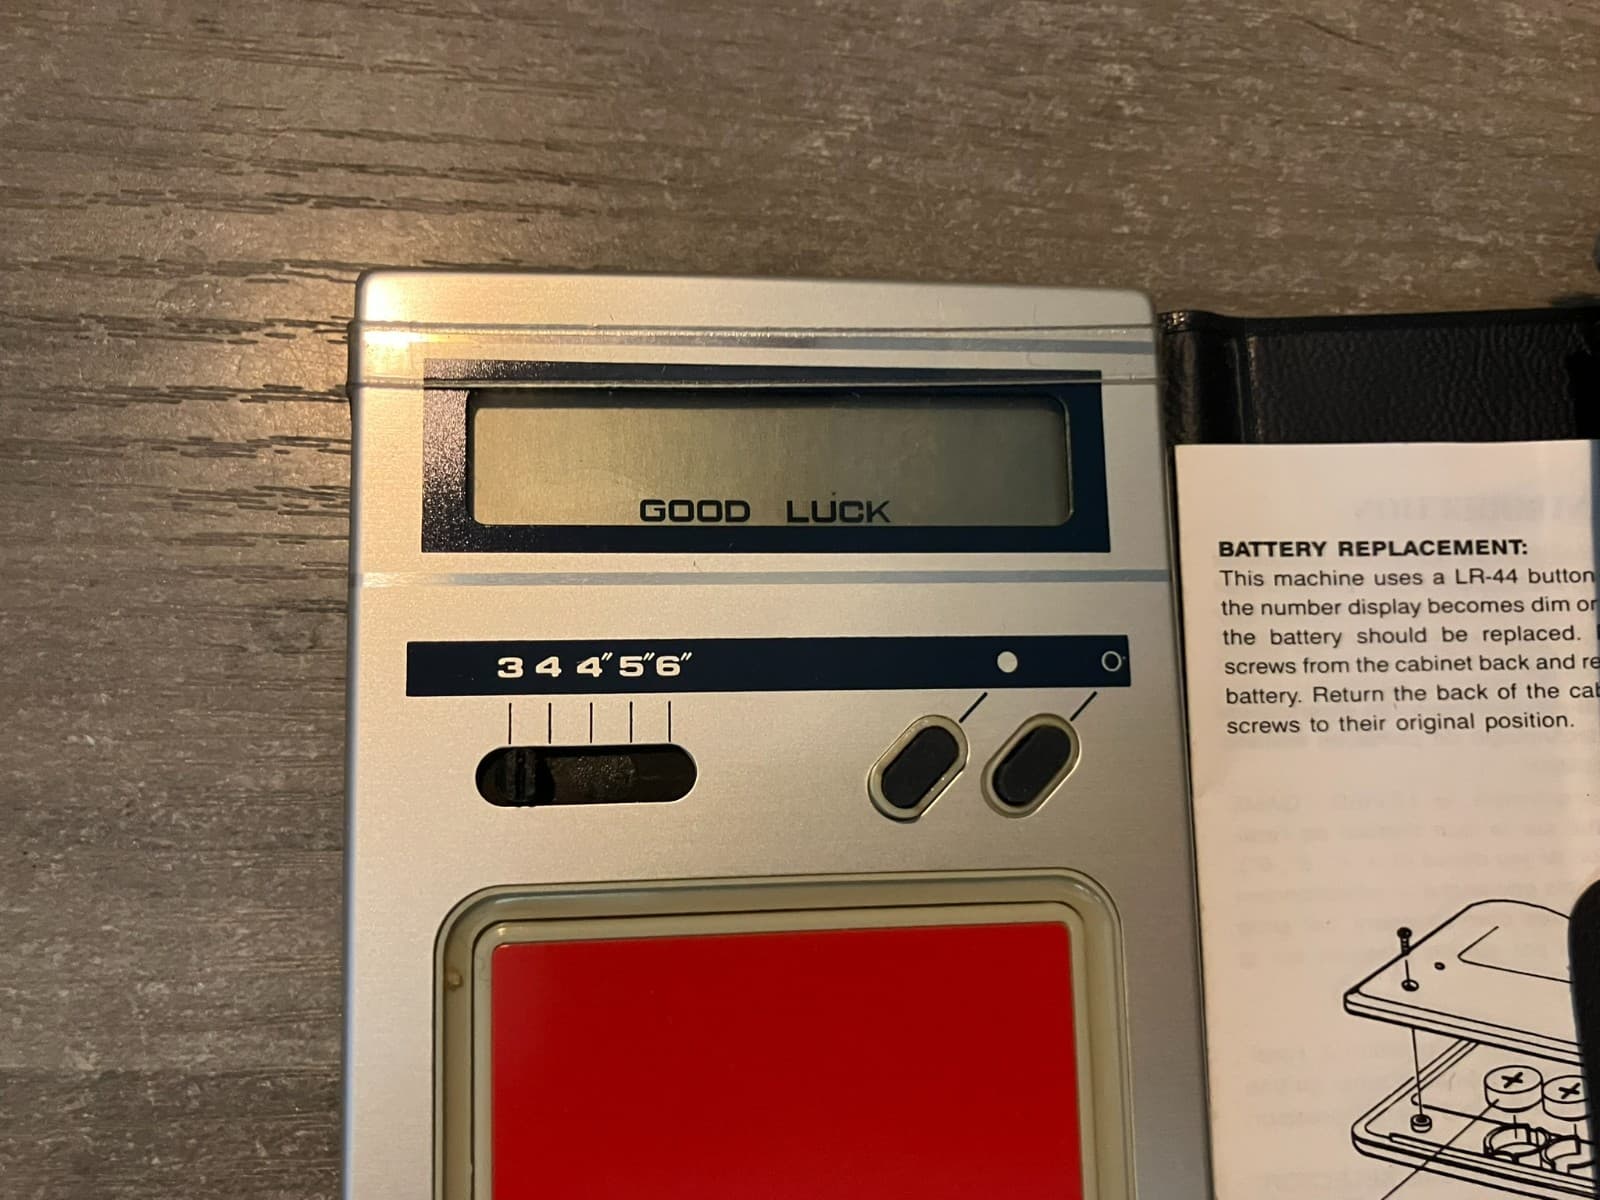 GOOD LUCK
3 4 4″ 5″ 6″
BATTERY REPLACEMENT:
This machine uses a LR-44 button
the number display becomes dim or
the battery should be replaced.
screws from the cabinet back and re
battery. Return the back of the cab
screws to their original position.